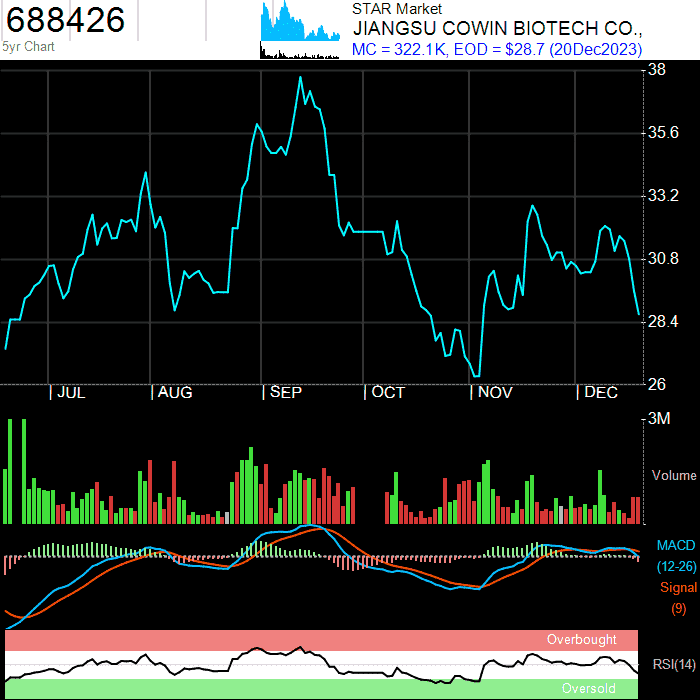 688426
5yr Chart
STAR Market
JIANGSU COWIN BIOTECH CO.,
MC = 322.1K, EOD = $28.7 (20Dec2023)
38
35.6
33.2
30.8
28.4
26
| JUL | AUG | SEP | OCT | NOV | DEC
3M
Volume
MACD
(12-26)
Signal
(9)
Overbought
RSI(14)
Oversold